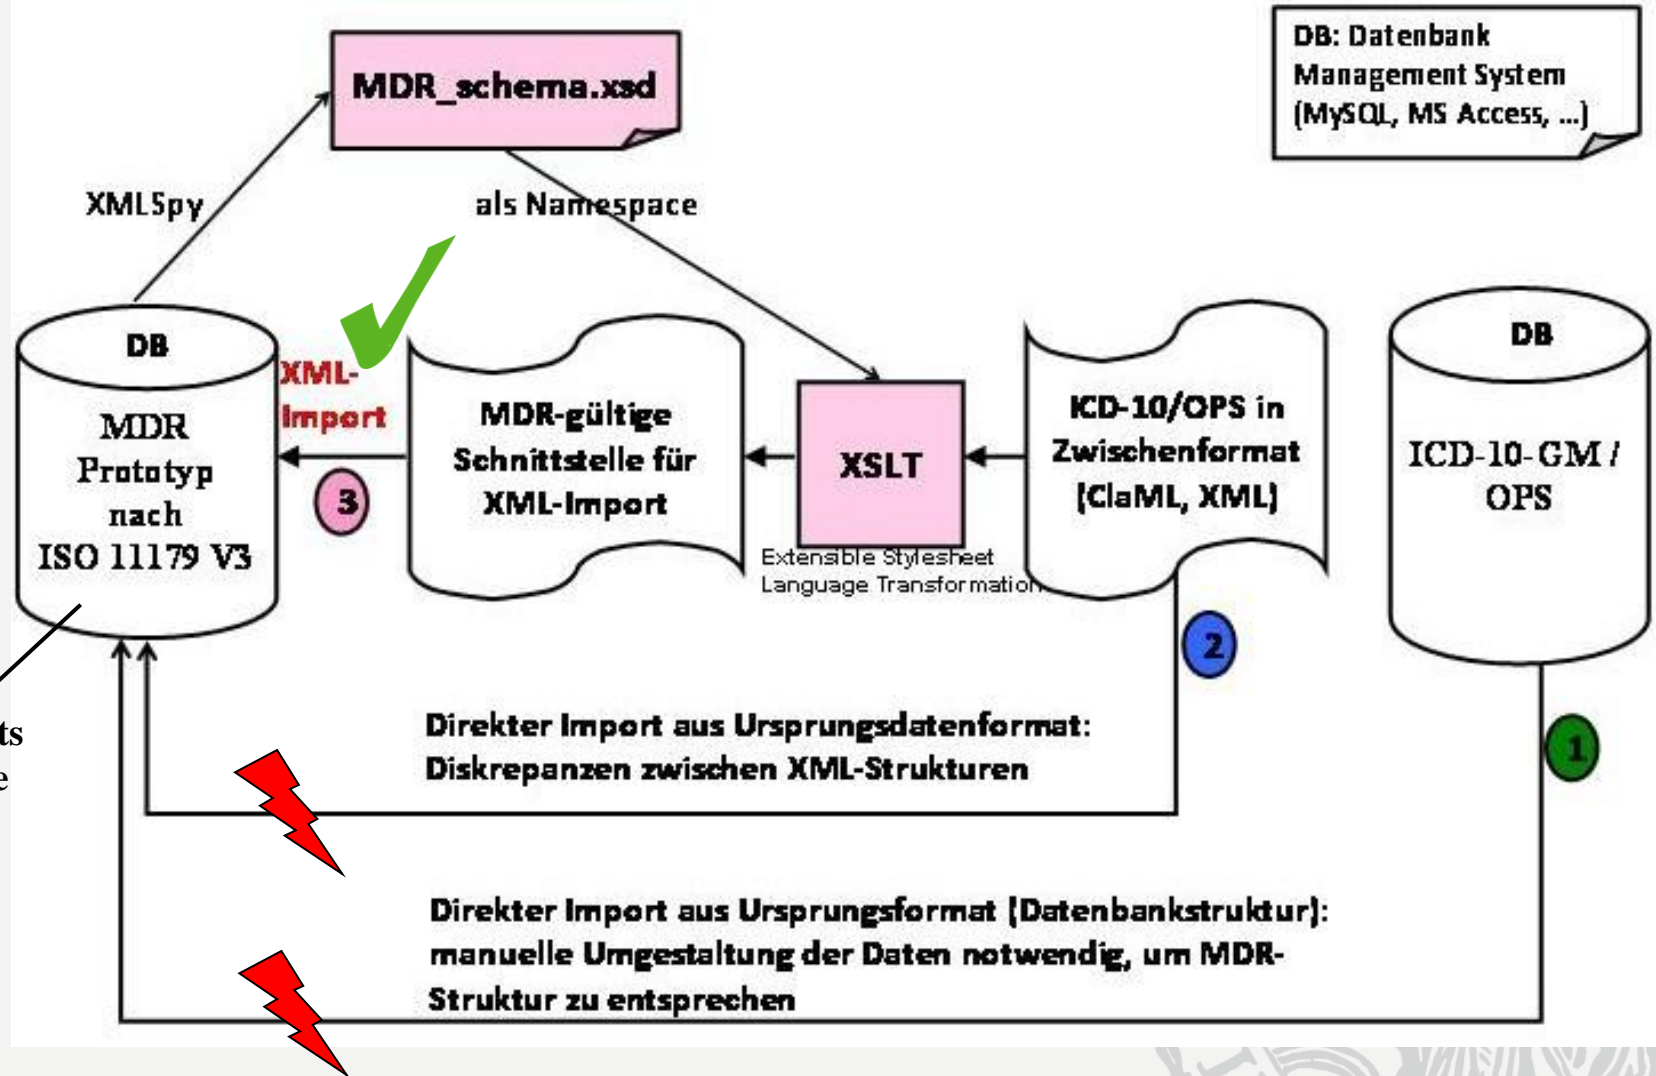 MDR_schema.xsd
DB: Datenbank
Management System
(MySQL, MS Access, ...)
XMLSpy
als Namespace
DB
MDR
Prototyp
nach
ISO 11179 V3
XML-
Import
3
MDR-gültige
Schnittstelle für
XML-Import
XSLT
Extensible Stylesheet
Language Transformation
ICD-10/OPS in
Zwischenformat
(ClaML, XML)
DB
ICD-10-GM /
OPS
2
1
ts
e
Direkter Import aus Ursprungsdatenformat:
Diskrepanzen zwischen XML-Strukturen
Direkter Import aus Ursprungsformat (Datenbankstruktur):
manuelle Umgestaltung der Daten notwendig, um MDR-
Struktur zu entsprechen